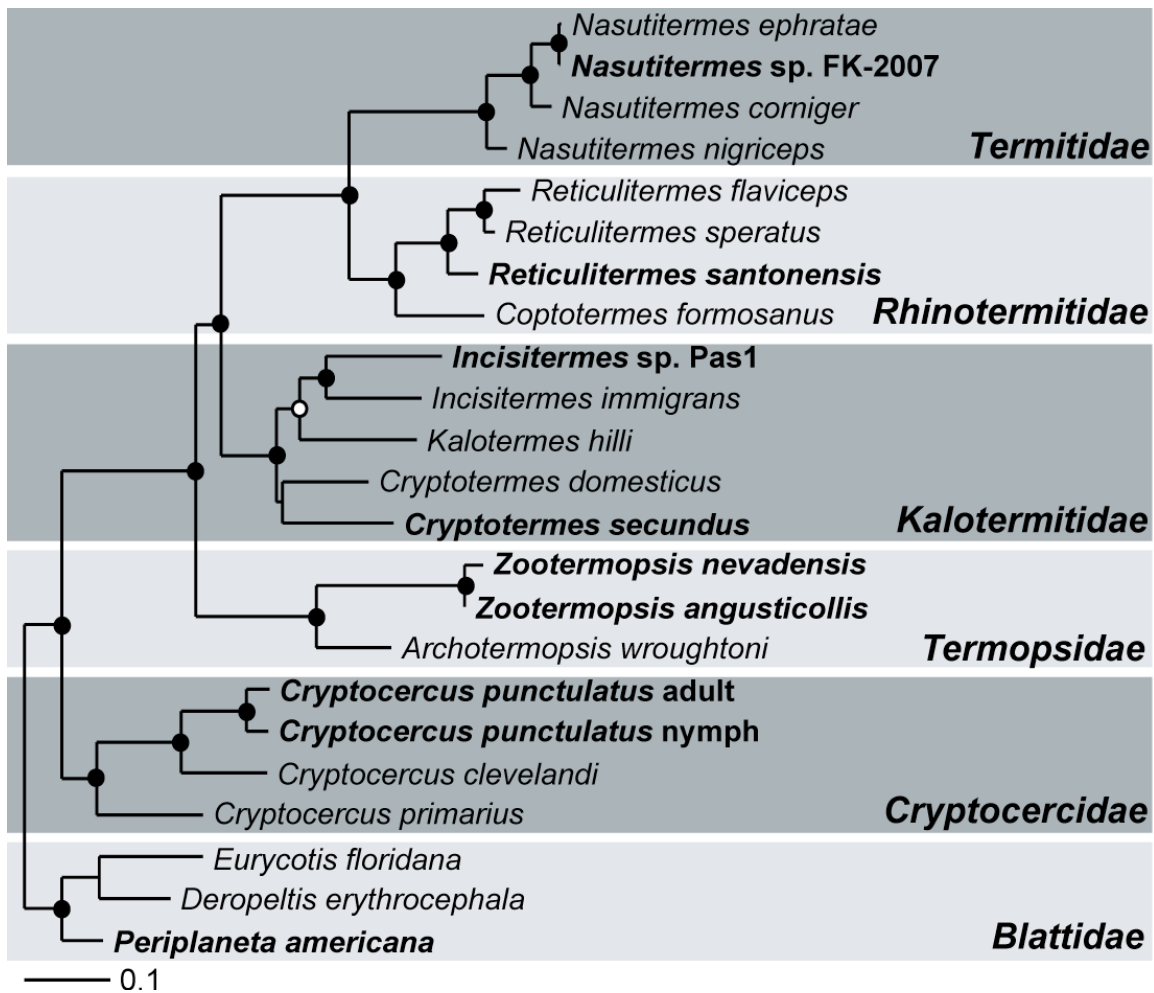 Nasutitermes ephratae
Nasutitermes sp. FK-2007
Nasutitermes corniger
Nasutitermes nigriceps
Termitidae
Reticulitermes flaviceps
Reticulitermes speratus
Reticulitermes santonensis
Coptotermes formosanus
Rhinotermitidae
Incisitermes sp. Pas1
Incisitermes immigrans
Kalotermes hilli
Cryptotermes domesticus
Cryptotermes secundus
Kalotermitidae
Zootermopsis nevadensis
Zootermopsis angusticollis
Archotermopsis wroughtoni
Termopsidae
Cryptocercus punctulatus adult
Cryptocercus punctulatus nymph
Cryptocercus clevelandi
Cryptocercus primarius
Cryptocercidae
Eurycotis floridana
Deropeltis erythrocephala
Periplaneta americana
Blattidae
0.1